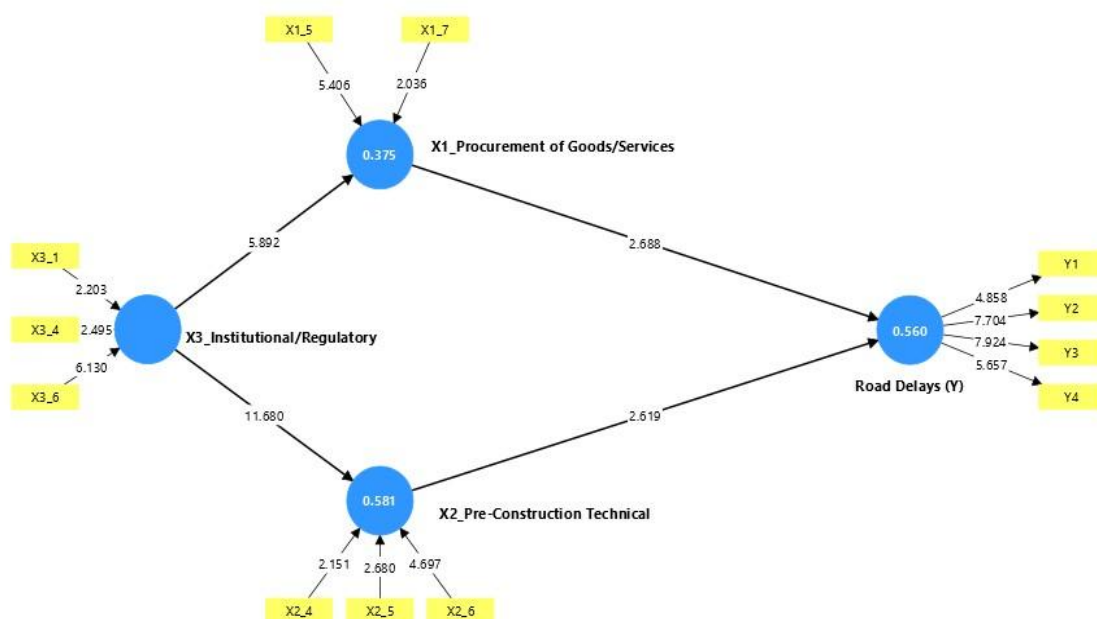 X1_5
X1_7
5.406
2.036
0.375
X1_Procurement of Goods/Services
5.892
2.688
X3_1
2.203
X3_4
2.495
X3_6
6.130
X3_Institutional/Regulatory
11.680
2.619
0.560
Road Delays (Y)
4.858
Y1
7.704
Y2
7.924
Y3
5.657
Y4
0.581
X2_Pre-Construction Technical
2.151
2.680
4.697
X2_4
X2_5
X2_6